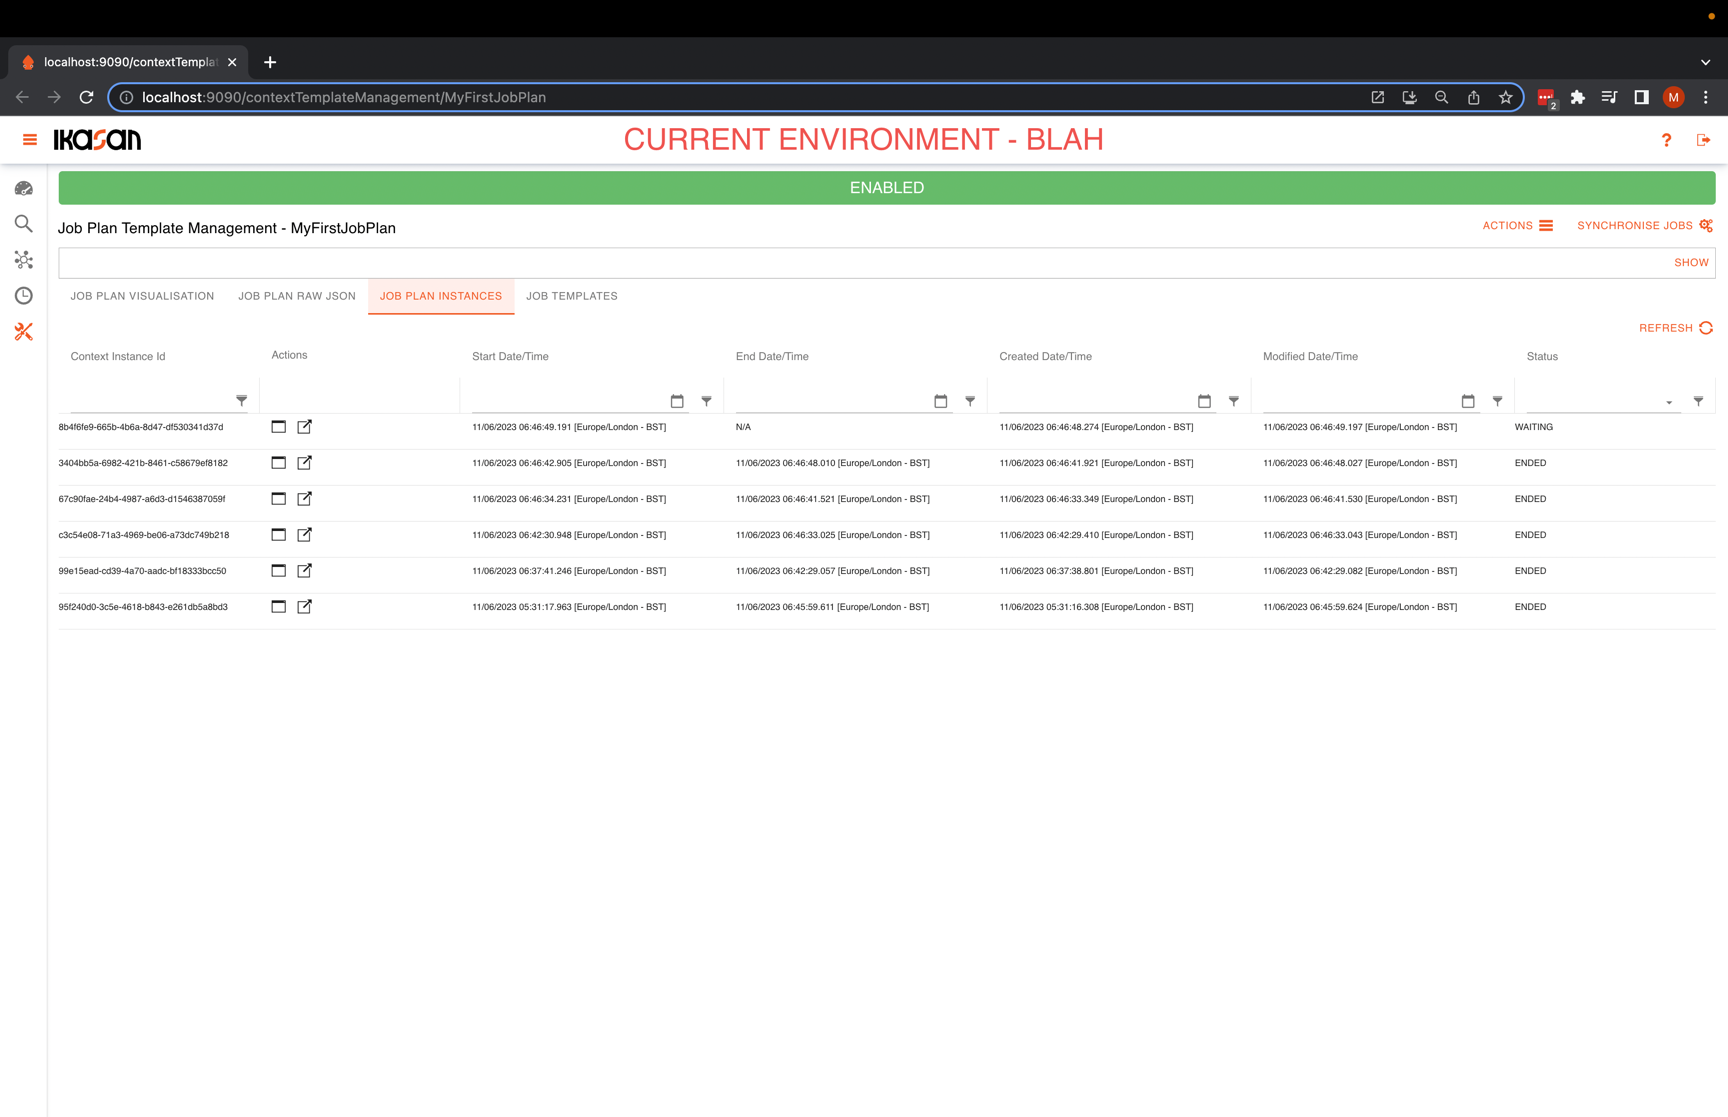 localhost:9090/contextTemplat
localhost:9090/contextTemplateManagement/MyFirstJobPlan
2
M
IKASAN
CURRENT ENVIRONMENT - BLAH
?
ENABLED
Job Plan Template Management - MyFirstJobPlan
ACTIONS
SYNCHRONISE JOBS
SHOW
JOB PLAN VISUALISATION JOB PLAN RAW JSON JOB PLAN INSTANCES JOB TEMPLATES
REFRESH
Context Instance Id Actions Start Date/Time End Date/Time Created Date/Time Modified Date/Time Status
8b4f6fe9-665b-4b6a-8d47-df530341d37d 11/06/2023 06:46:49.191 [Europe/London - BST] N/A 11/06/2023 06:46:48.274 [Europe/London - BST] 11/06/2023 06:46:49.197 [Europe/London - BST] WAITING
3404bb5a-6982-421b-8461-c58679ef8182 11/06/2023 06:46:42.905 [Europe/London - BST] 11/06/2023 06:46:48.010 [Europe/London - BST] 11/06/2023 06:46:41.921 [Europe/London - BST] 11/06/2023 06:46:48.027 [Europe/London - BST] ENDED
67c90fae-24b4-4987-a6d3-d1546387059f 11/06/2023 06:46:34.231 [Europe/London - BST] 11/06/2023 06:46:41.521 [Europe/London - BST] 11/06/2023 06:46:33.349 [Europe/London - BST] 11/06/2023 06:46:41.530 [Europe/London - BST] ENDED
c3c54e08-71a3-4969-be06-a73dc749b218 11/06/2023 06:42:30.948 [Europe/London - BST] 11/06/2023 06:46:33.025 [Europe/London - BST] 11/06/2023 06:42:29.410 [Europe/London - BST] 11/06/2023 06:46:33.043 [Europe/London - BST] ENDED
99e15ead-cd39-4a70-aadc-bf18333bcc50 11/06/2023 06:37:41.246 [Europe/London - BST] 11/06/2023 06:42:29.057 [Europe/London - BST] 11/06/2023 06:37:38.801 [Europe/London - BST] 11/06/2023 06:42:29.082 [Europe/London - BST] ENDED
95f240d0-3c5e-4618-b843-e261db5a8bd3 11/06/2023 05:31:17.963 [Europe/London - BST] 11/06/2023 06:45:59.611 [Europe/London - BST] 11/06/2023 05:31:16.308 [Europe/London - BST] 11/06/2023 06:45:59.624 [Europe/London - BST] ENDED